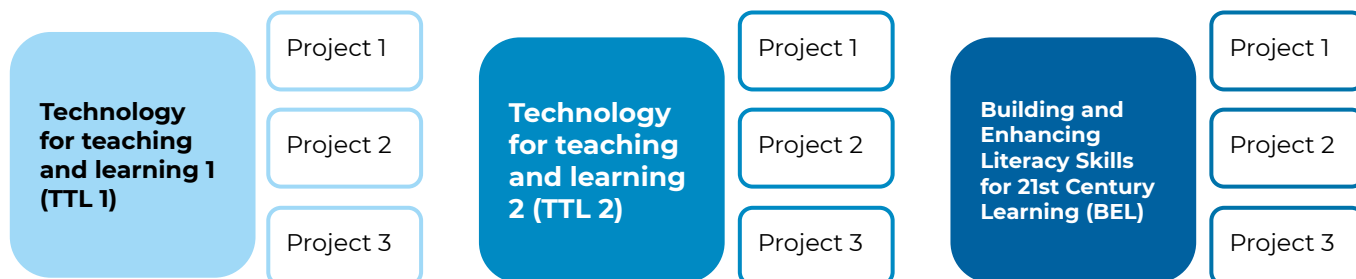 Technology
for teaching
and learning 1
(TTL 1)
Project 1
Project 2
Project 3
Technology
for teaching
and learning
2 (TTL 2)
Project 1
Project 2
Project 3
Building and
Enhancing
Literacy Skills
for 21st Century
Learning (BEL)
Project 1
Project 2
Project 3